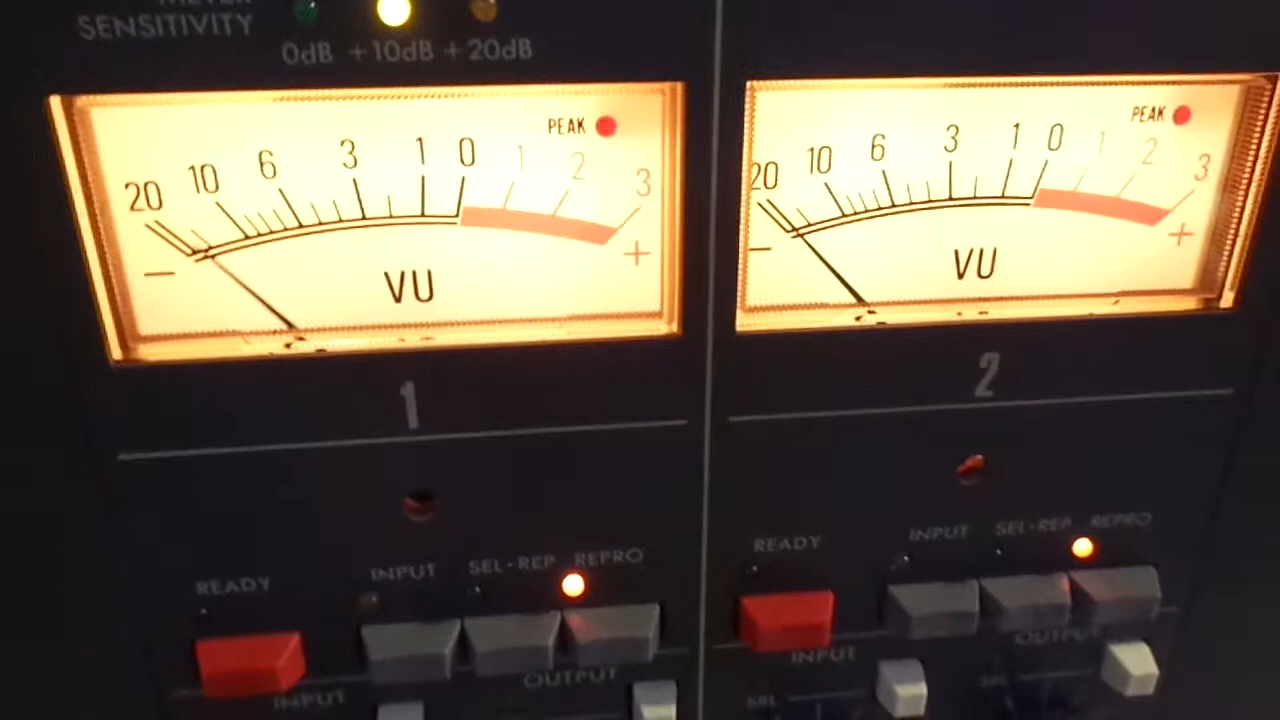 METER
SENSITIVITY
0dB +10dB +20dB
PEAK
20 10 6 3 1 0 1 2 3
− +
VU
1
READY
INPUT SEL-REP REPRO
INPUT OUTPUT
PEAK
20 10 6 3 1 0 1 2 3
− +
VU
2
READY
INPUT SEL-REP REPRO
INPUT OUTPUT
SRL